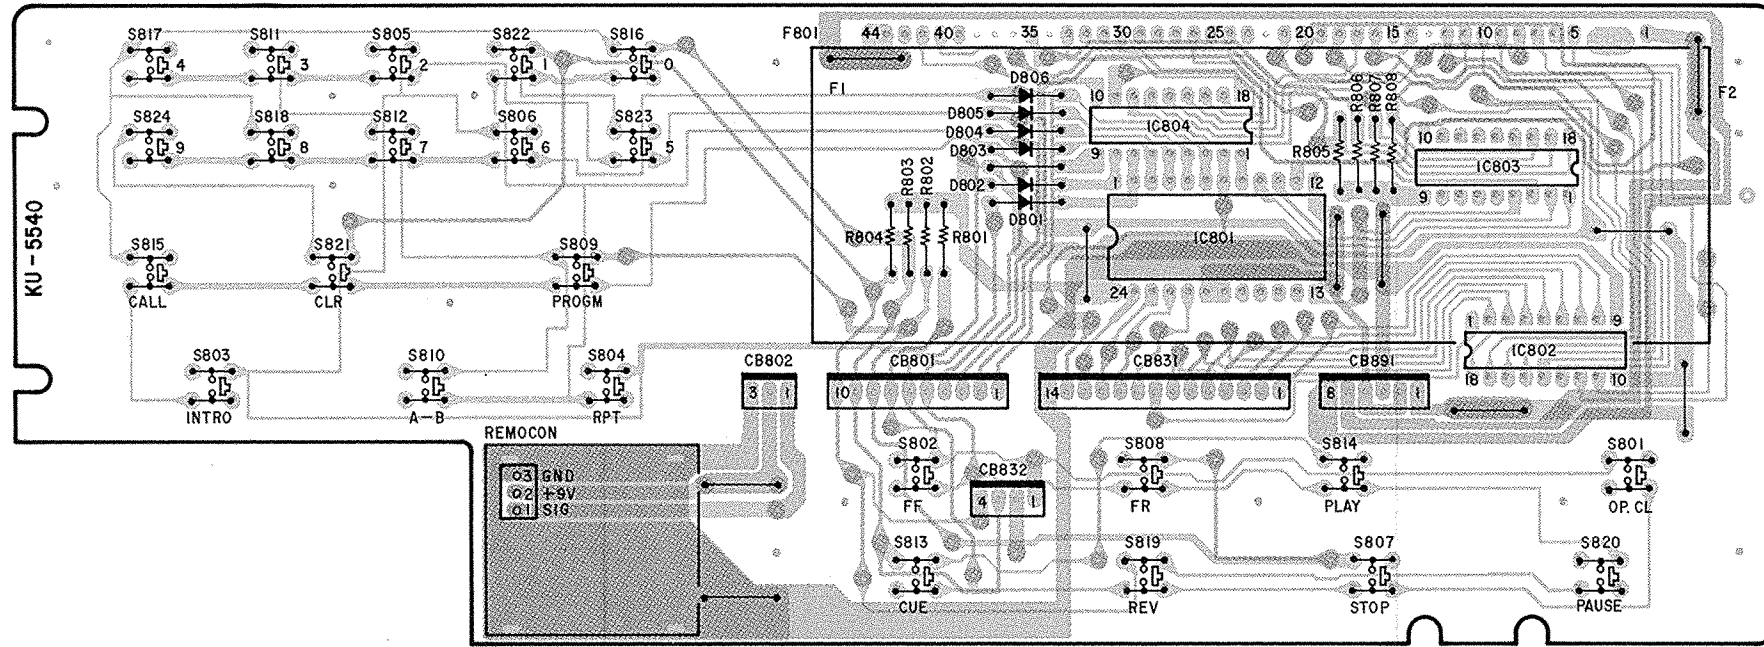 S817 S811 S805 S822 S816 F801 44 40 35 30 25 20 15 10 5 1
4 3 2 1 0 F1 D806 10 18 R806 R807 R808 F2
S824 S818 S812 S806 S823 D805 IC804 10 18
9 8 7 6 5 D804 D803 9 1 R805 IC803
R803 R802 D802 1 12 9 1
KU-5540 D801
S815 S821 S809 R804 R801 IC801
CALL CLR PROGM 24 13
1 9
S803 S810 S804 CB802 CB801 CB831 CB891 IC802
3 1 10 1 14 1 8 1 18 10
INTRO A-B RPT
REMOCON S802 CB832 S808 S814 S801
3 GND
2 +9V 4 1
1 SIG FF FR PLAY OP. CL
S813 S819 S807 S820
CUE REV STOP PAUSE